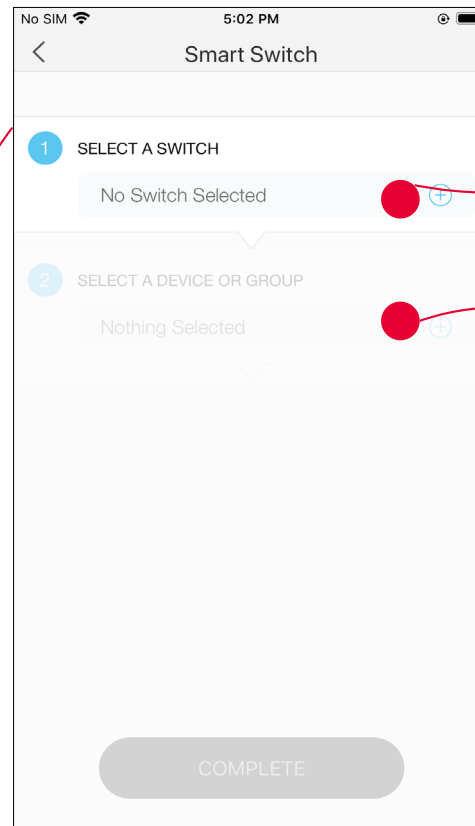 No SIM 5:02 PM
Smart Switch
1 SELECT A SWITCH
No Switch Selected
2 SELECT A DEVICE OR GROUP
Nothing Selected
COMPLETE